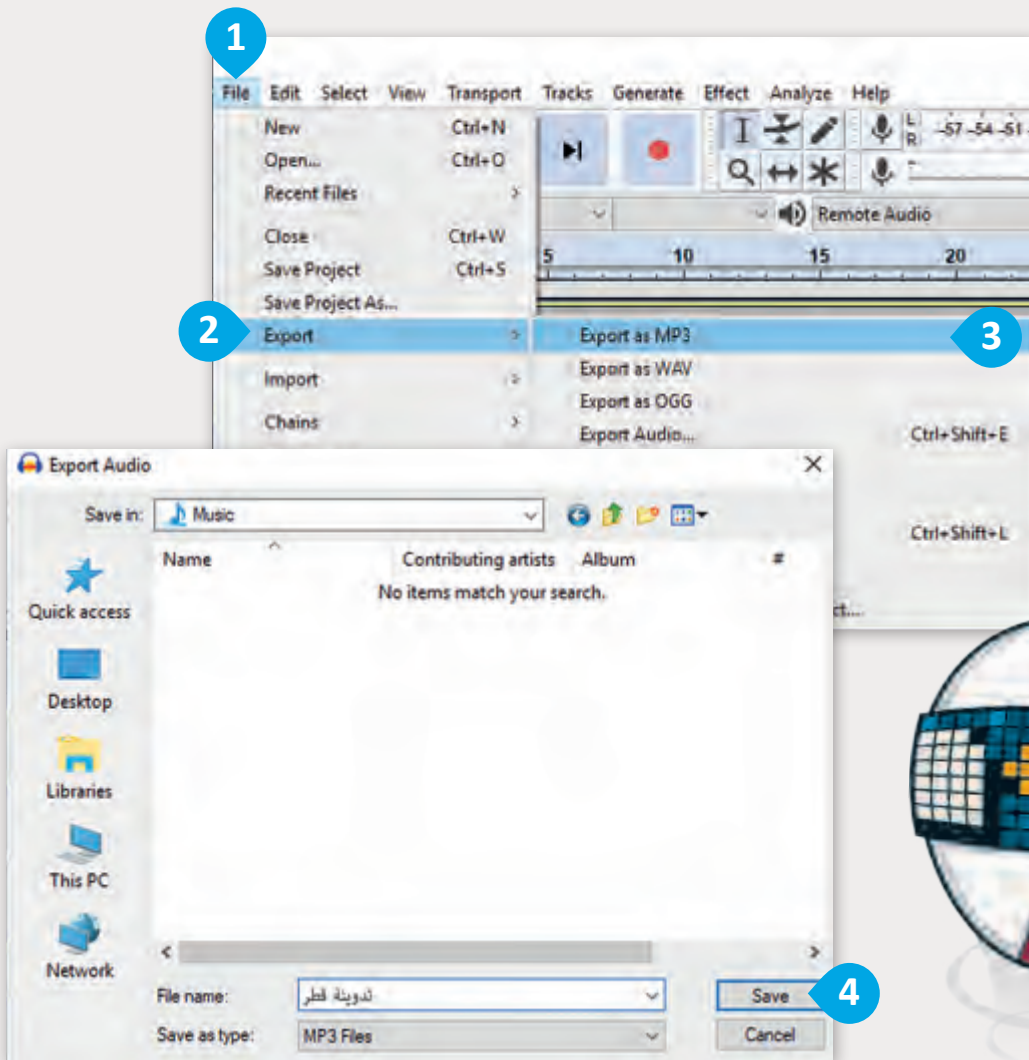 1
File Edit Select View Transport Tracks Generate Effect Analyze Help
New Ctrl+N
Open... Ctrl+O
Recent Files
Close Ctrl+W
Save Project Ctrl+S
Save Project As...
2 Export
Import
Chains
L
R
-57 -54 -51
Remote Audio
5 10 15 20
Export as MP3 3
Export as WAV
Export as OGG
Export Audio... Ctrl+Shift+E
Ctrl+Shift+L
Export Audio
Save in: Music
Name Contributing artists Album #
No items match your search.
Quick access
Desktop
Libraries
This PC
Network
File name: تدوينة قطر Save 4
Save as type: MP3 Files Cancel